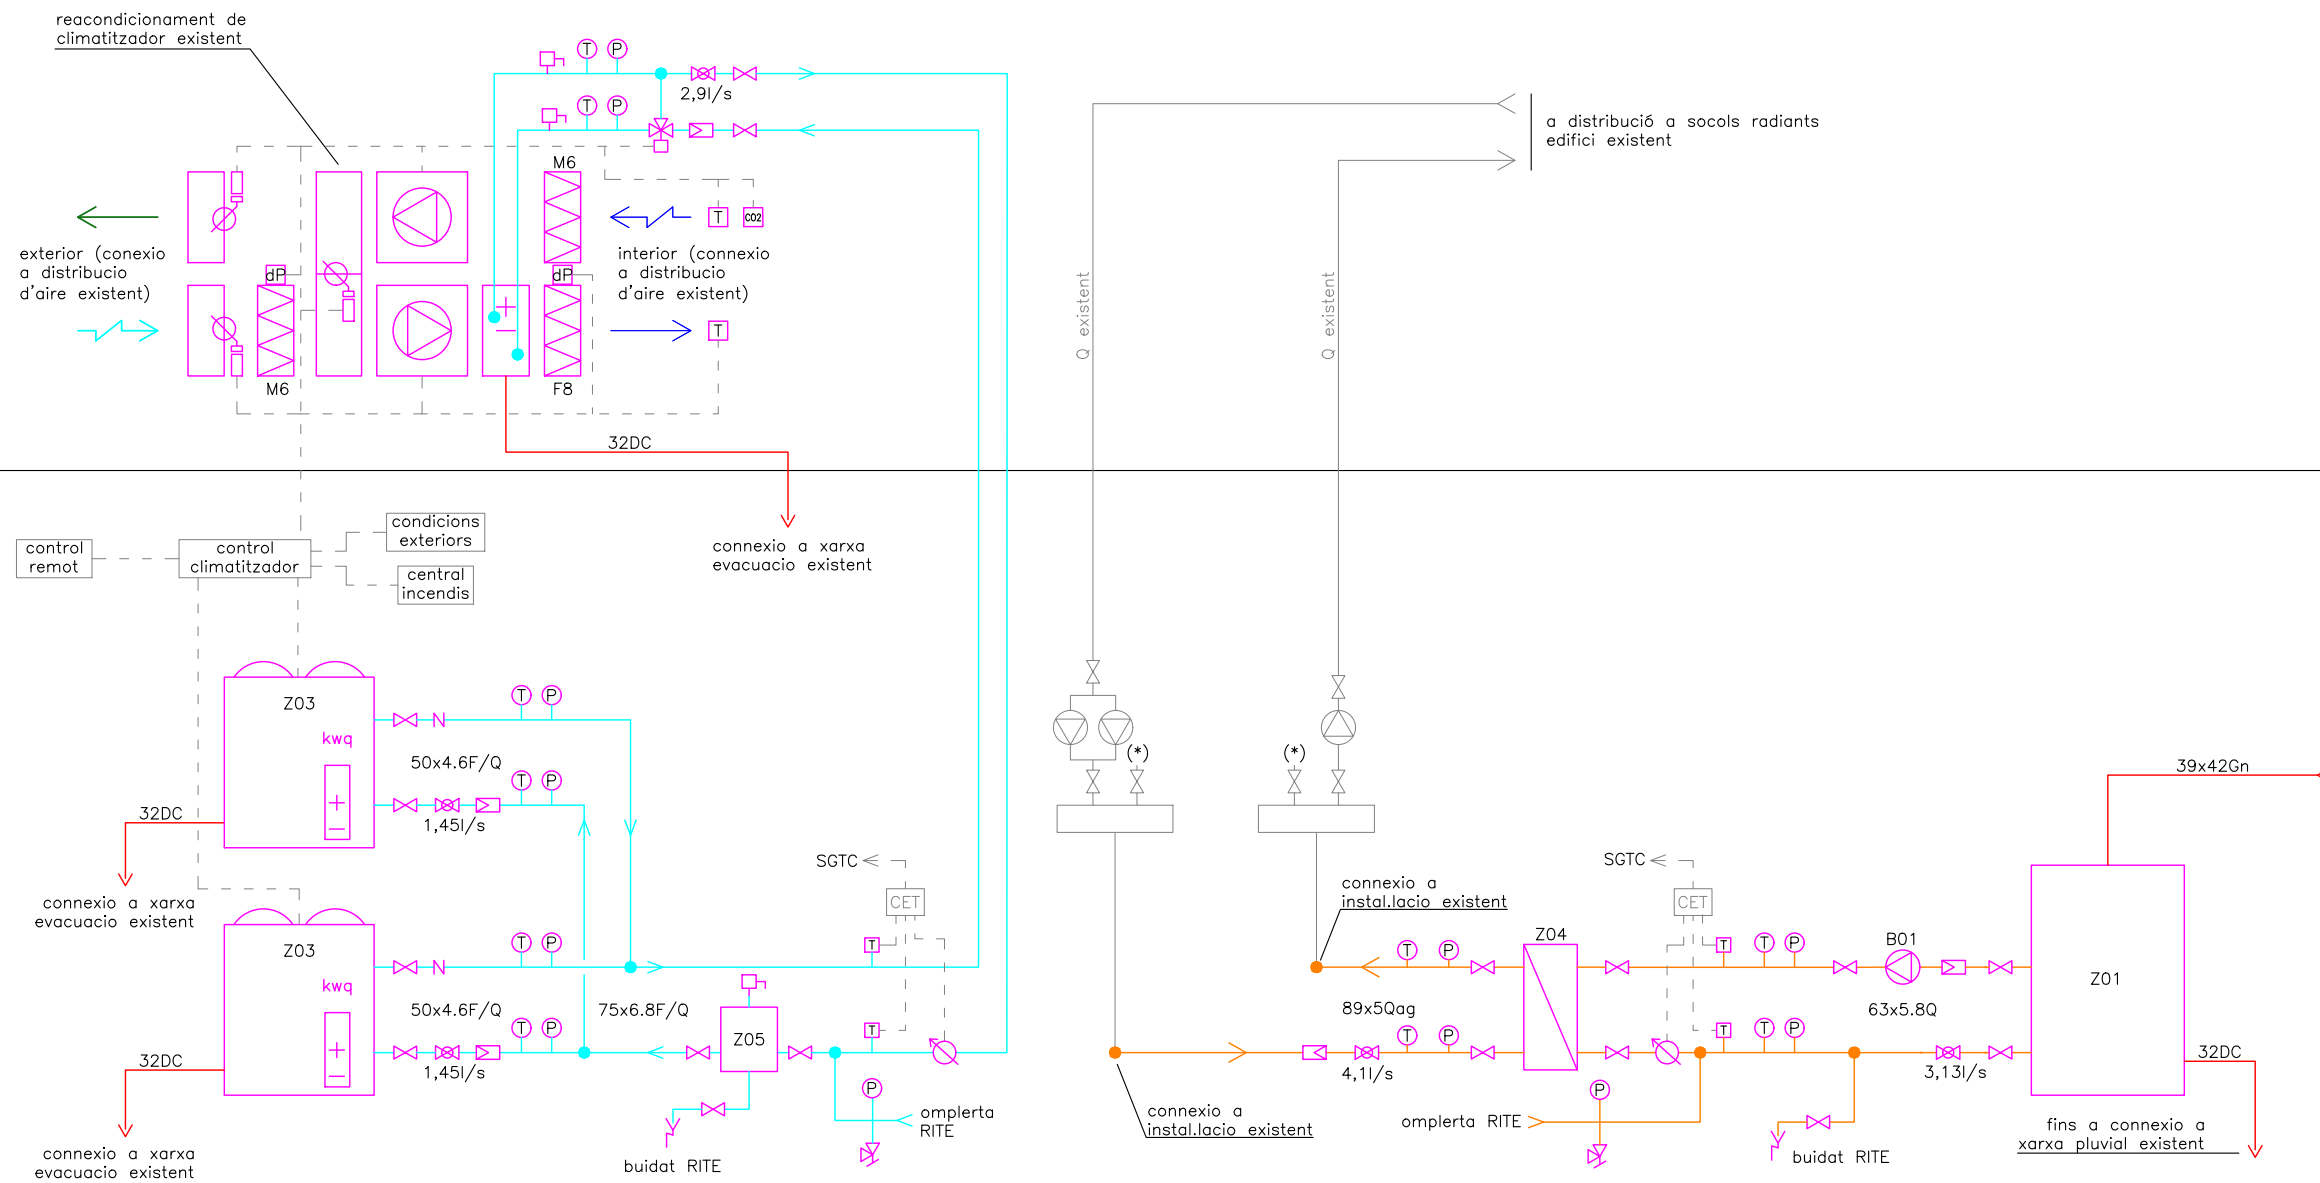 reacondicionament de
climatitzador existent
T
P
2,9l/s
T
P
a distribució a socols radiants
edifici existent
M6
T
CO2
exterior (conexio
a distribucio
d'aire existent)
dP
dP
interior (connexio
a distribucio
d'aire existent)
T
M6
F8
Q existent
Q existent
32DC
connexio a xarxa
evacuacio existent
control
remot
control
climatitzador
condicions
exteriors
central
incendis
Z03
kwq
T
P
50x4.6F/Q
T
P
1,45l/s
32DC
connexio a xarxa
evacuacio existent
(*)
(*)
39x42Gn
SGTC
CET
T
T
connexio a
instal.lacio existent
SGTC
CET
Z03
kwq
T
P
50x4.6F/Q
75x6.8F/Q
T
P
1,45l/s
32DC
connexio a xarxa
evacuacio existent
Z05
P
omplerta
RITE
buidat RITE
T
P
Z04
89x5Qag
T
P
4,1l/s
connexio a
instal.lacio existent
T
T
P
B01
63x5.8Q
Z01
T
T
P
3,13l/s
32DC
P
omplerta RITE
buidat RITE
fins a connexio a
xarxa pluvial existent